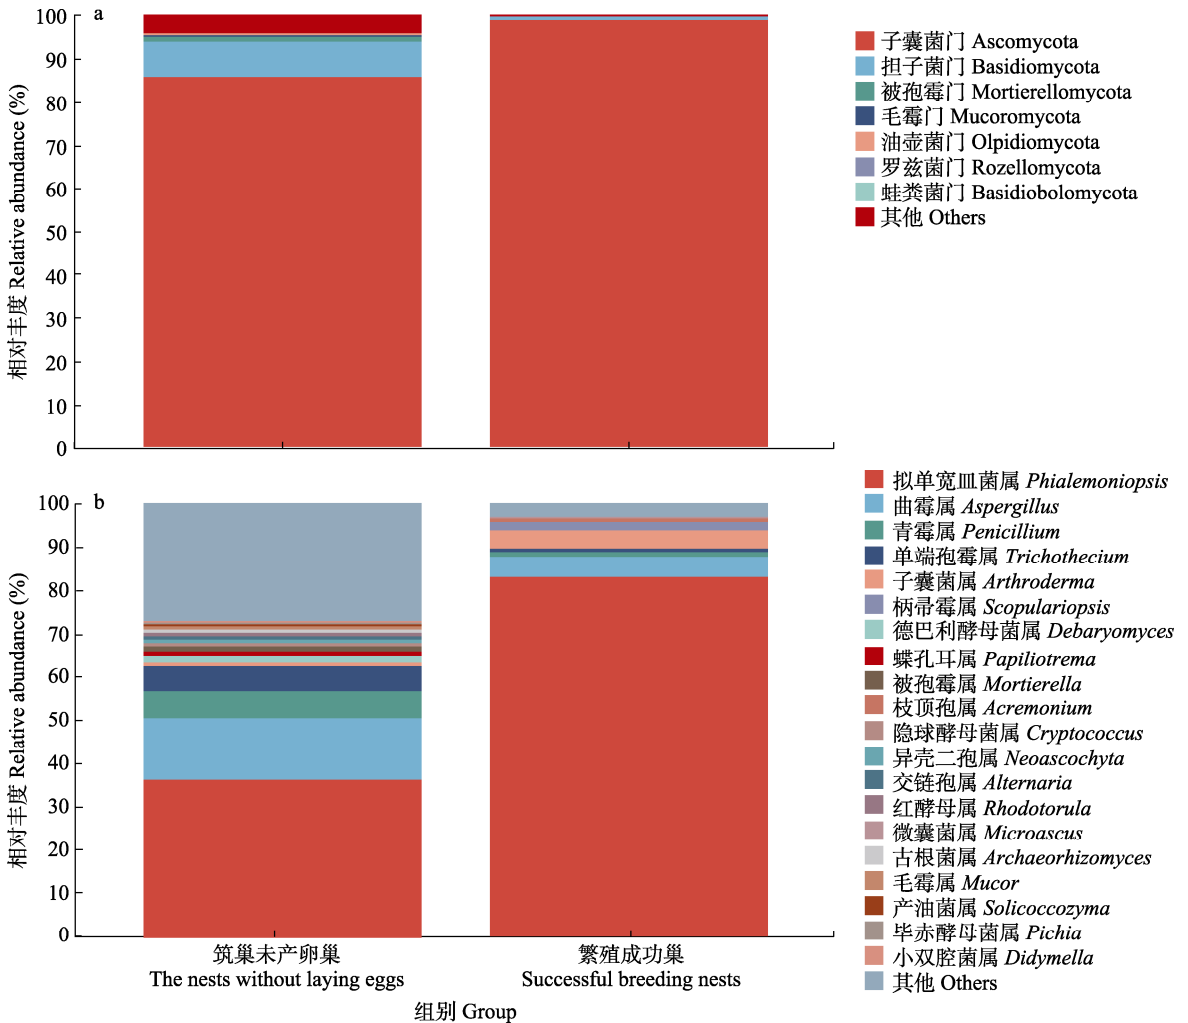 a
相对丰度 Relative abundance (%)
100
90
80
70
60
50
40
30
20
10
0
子囊菌门 Ascomycota
担子菌门 Basidiomycota
被孢霉门 Mortierellomycota
毛霉门 Mucoromycota
油壶菌门 Olpidiomycota
罗兹菌门 Rozellomycota
蛙粪菌门 Basidiobolomycota
其他 Others
b
相对丰度 Relative abundance (%)
100
90
80
70
60
50
40
30
20
10
0
拟单宽皿菌属 Phialemoniopsis
曲霉属 Aspergillus
青霉属 Penicillium
单端孢霉属 Trichothecium
子囊菌属 Arthroderma
柄帚霉属 Scopulariopsis
德巴利酵母菌属 Debaryomyces
蝶孔耳属 Papiliotrema
被孢霉属 Mortierella
枝顶孢属 Acremonium
隐球酵母菌属 Cryptococcus
异壳二孢属 Neoascochyta
交链孢属 Alternaria
红酵母属 Rhodotorula
微囊菌属 Microascus
古根菌属 Archaeorhizomyces
毛霉属 Mucor
产油菌属 Solicoccozyma
毕赤酵母菌属 Pichia
小双腔菌属 Didymella
其他 Others
筑巢未产卵巢
The nests without laying eggs
繁殖成功巢
Successful breeding nests
组别 Group